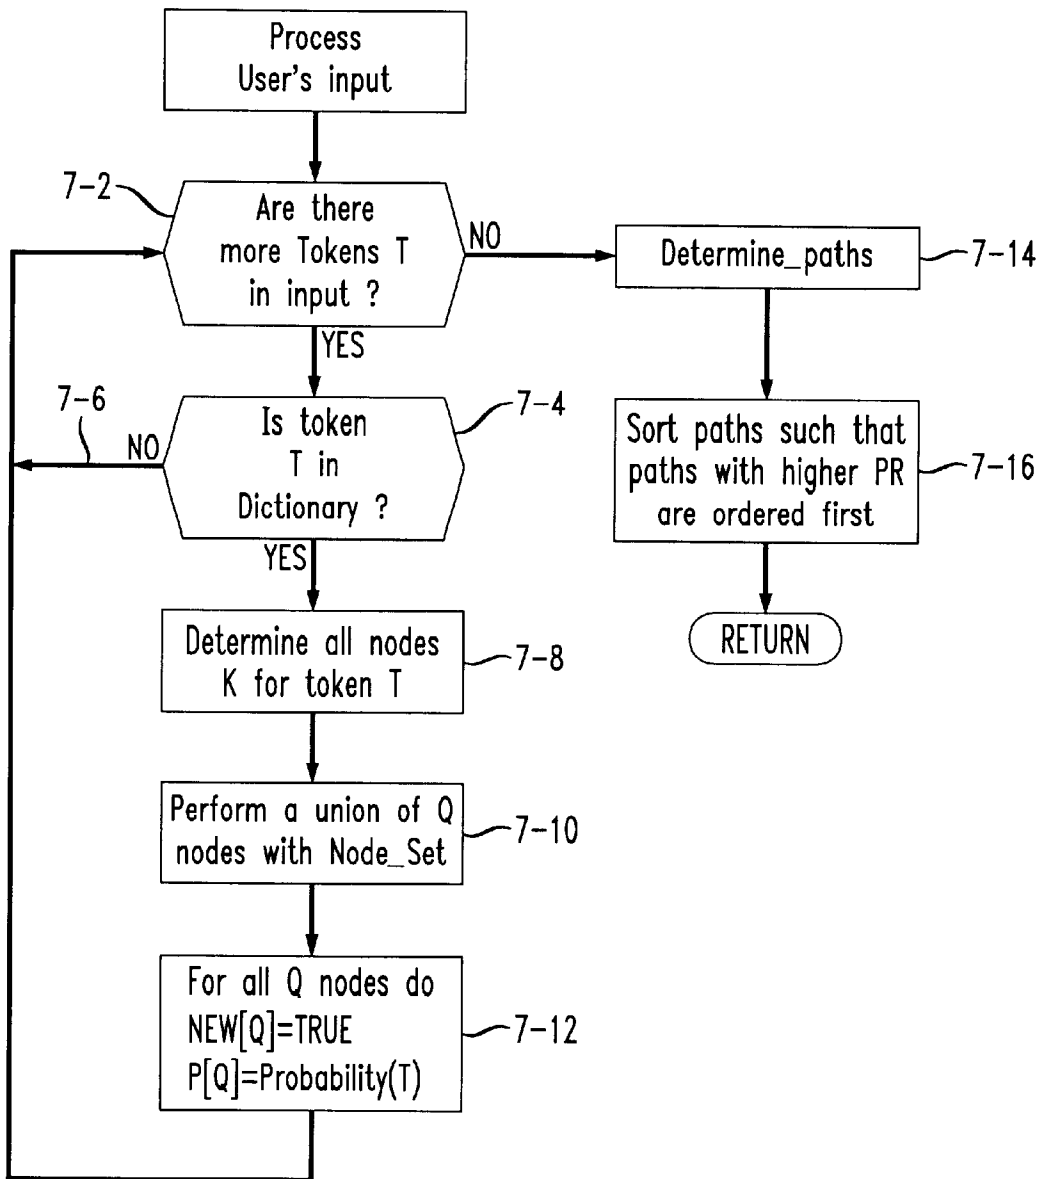 Process
User's input
7-2
Are there
more Tokens T
in input ?
NO
Determine_paths
7-14
YES
7-6
NO
Is token
T in
Dictionary ?
7-4
Sort paths such that
paths with higher PR
are ordered first
7-16
YES
RETURN
Determine all nodes
K for token T
7-8
Perform a union of Q
nodes with Node_Set
7-10
For all Q nodes do
NEW[Q]=TRUE
P[Q]=Probability(T)
7-12